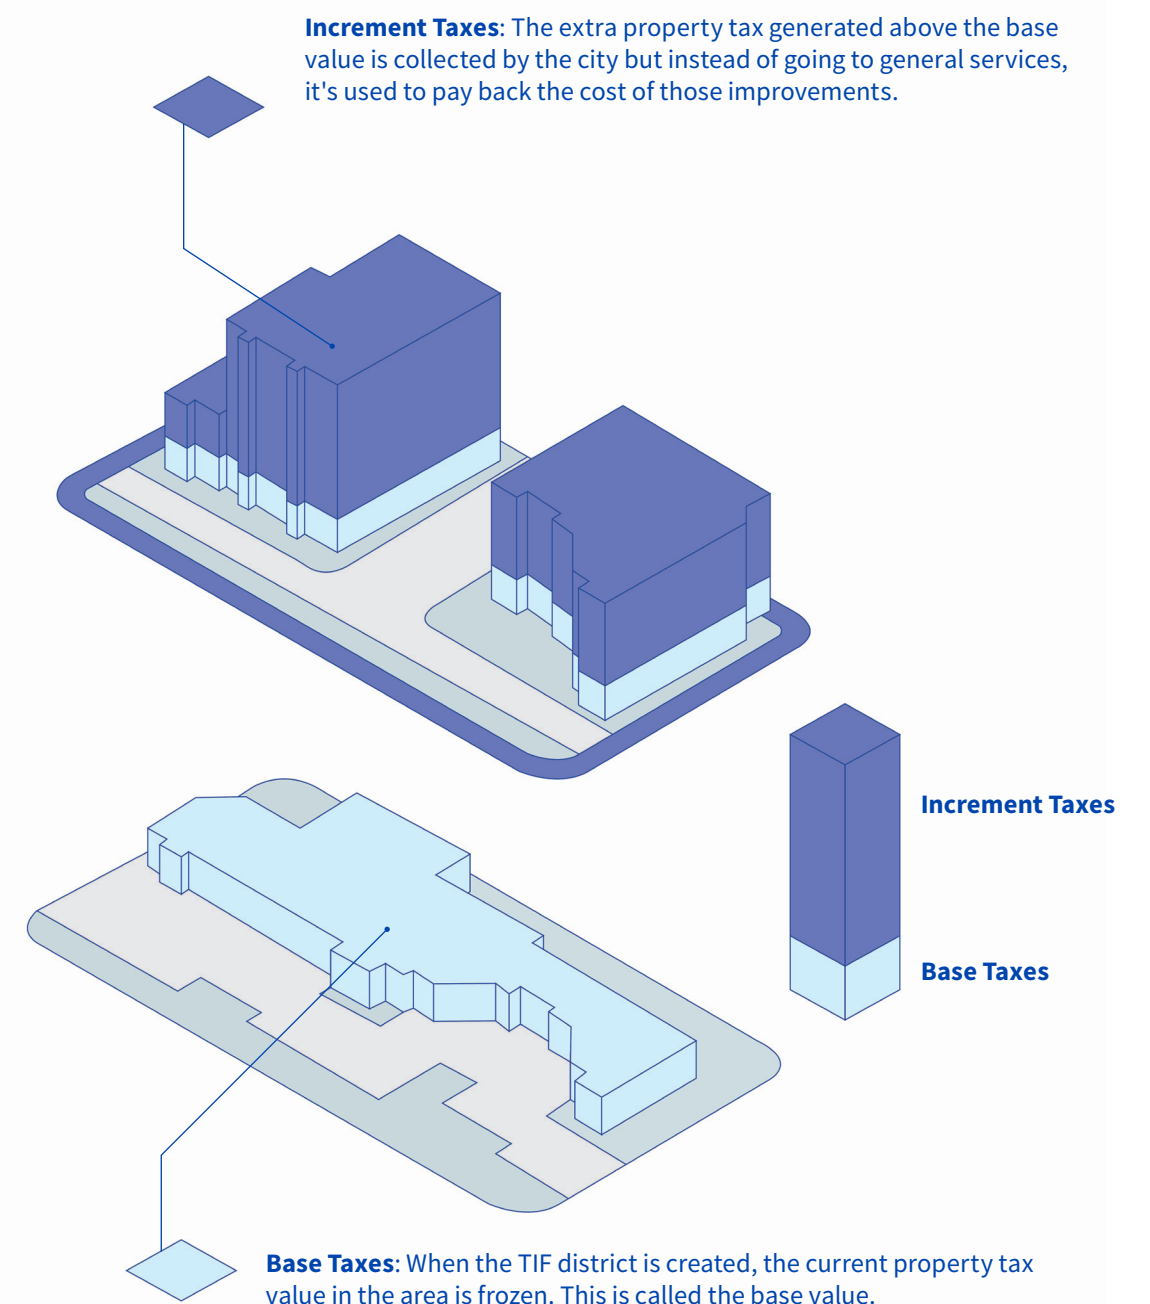 Increment Taxes: The extra property tax generated above the base
value is collected by the city but instead of going to general services,
it's used to pay back the cost of those improvements.
Increment Taxes
Base Taxes
Base Taxes: When the TIF district is created, the current property tax
value in the area is frozen. This is called the base value.